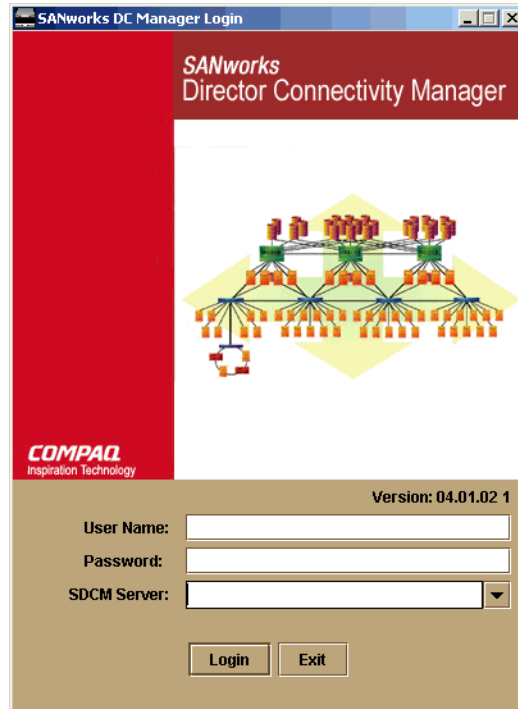 SANworks DC Manager Login
SANworks
Director Connectivity Manager
COMPAQ
Inspiration Technology
Version: 04.01.02 1
User Name:
Password:
SDCM Server:
Login Exit